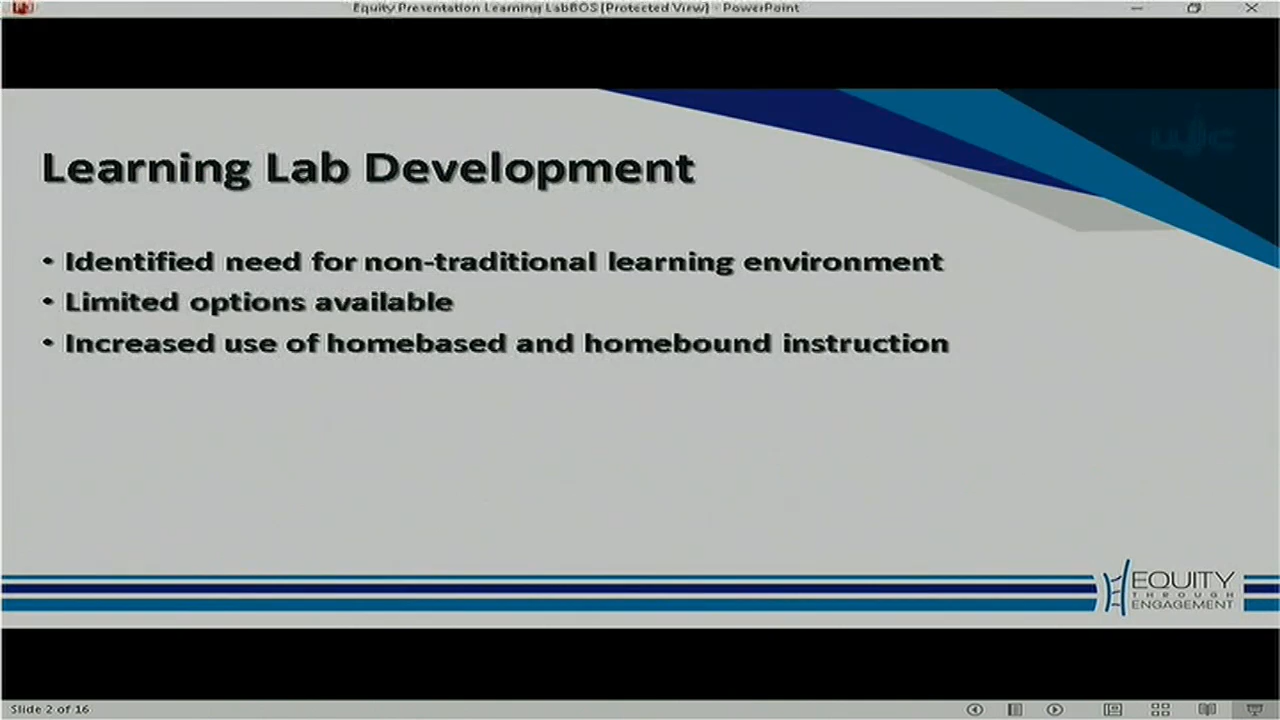 Equity Presentation Learning LabBOS [Protected View] - PowerPoint
Learning Lab Development
• Identified need for non-traditional learning environment
• Limited options available
• Increased use of homebased and homebound instruction
EQUITY
THROUGH
ENGAGEMENT
Slide 2 of 16